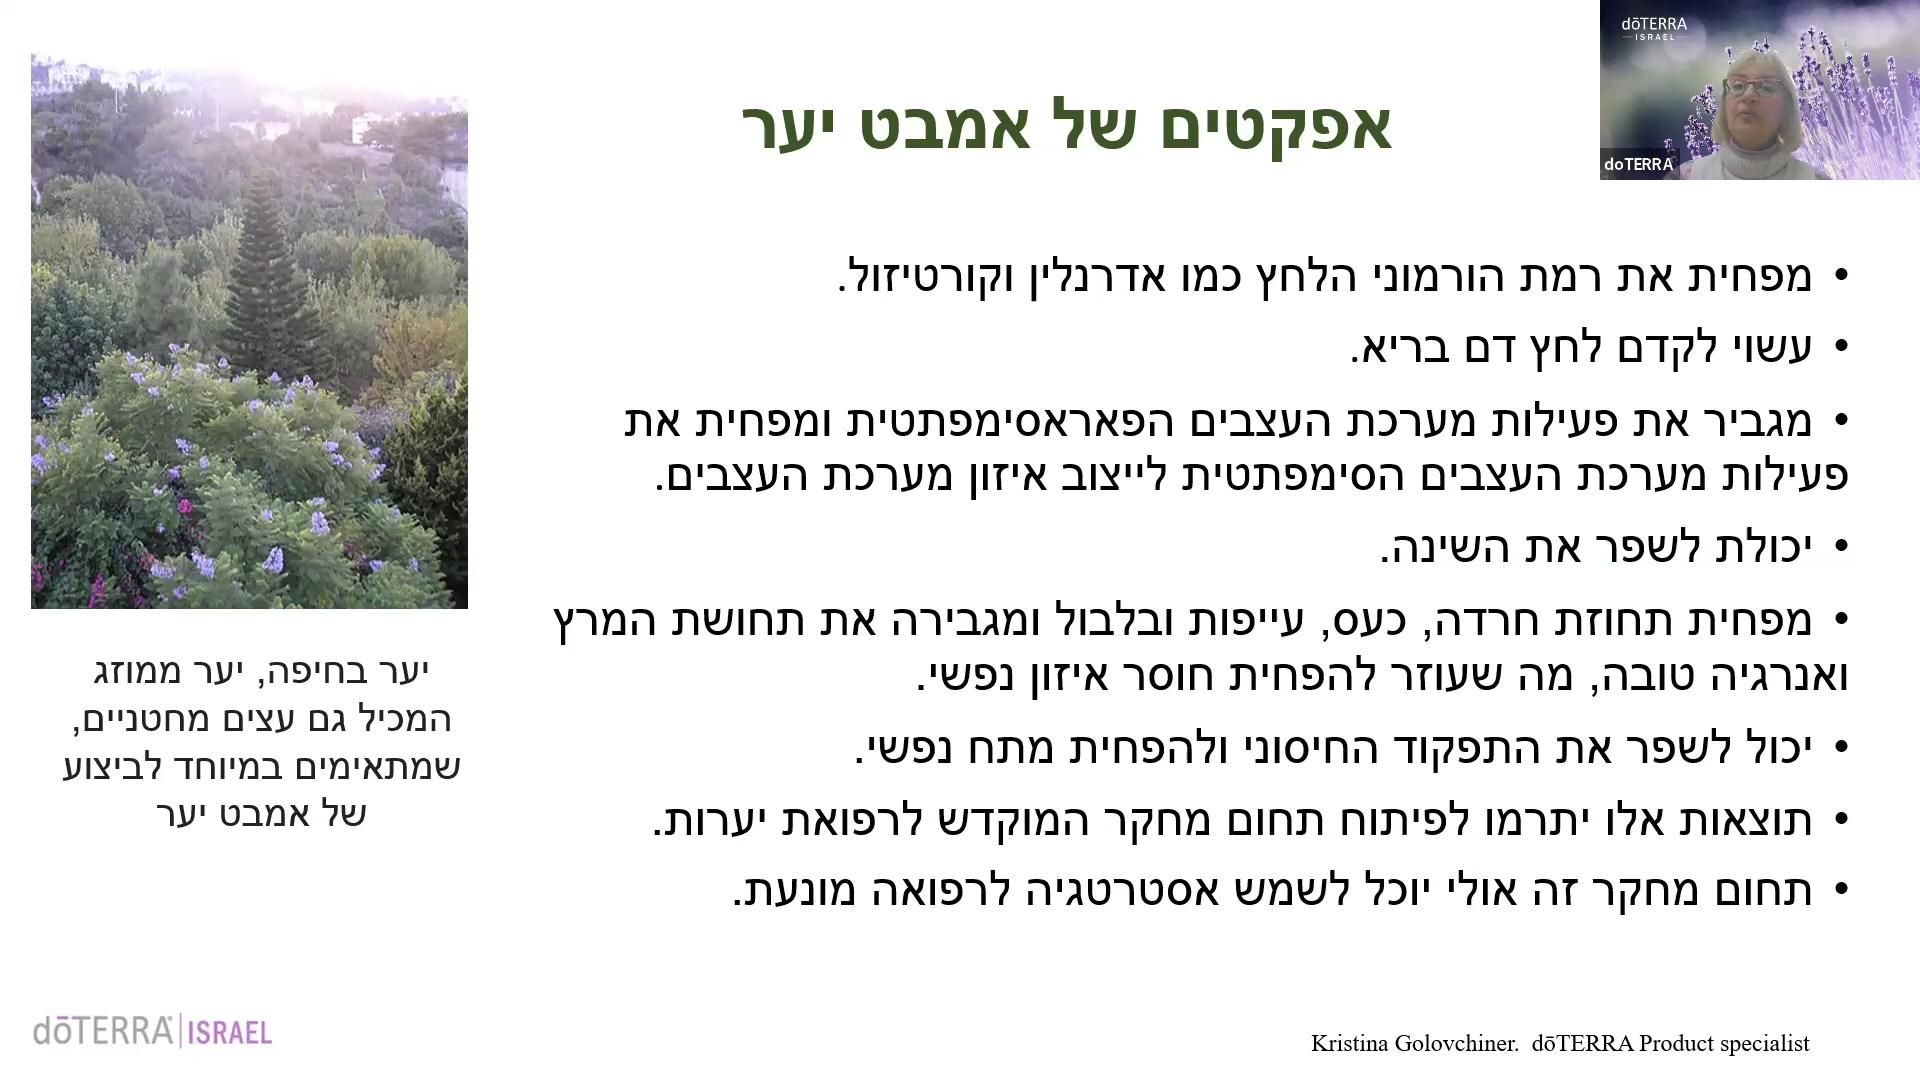 dōTERRA
ISRAEL
doTERRA
אפקטים של אמבט יער
• מפחית את רמת הורמוני הלחץ כמו אדרנלין וקורטיזול.
• עשוי לקדם לחץ דם בריא.
• מגביר את פעילות מערכת העצבים הפאראסימפתטית ומפחית את
פעילות מערכת העצבים הסימפתטית לייצוב איזון מערכת העצבים.
• יכולת לשפר את השינה.
• מפחית תחוזת חרדה, כעס, עייפות ובלבול ומגבירה את תחושת המרץ
ואנרגיה טובה, מה שעוזר להפחית חוסר איזון נפשי.
• יכול לשפר את התפקוד החיסוני ולהפחית מתח נפשי.
• תוצאות אלו יתרמו לפיתוח תחום מחקר המוקדש לרפואת יערות.
• תחום מחקר זה אולי יוכל לשמש אסטרטגיה לרפואה מונעת.
יער בחיפה, יער ממוזג
המכיל גם עצים מחטניים,
שמתאימים במיוחד לביצוע
של אמבט יער
dōTERRA | ISRAEL
Kristina Golovchiner. dōTERRA Product specialist